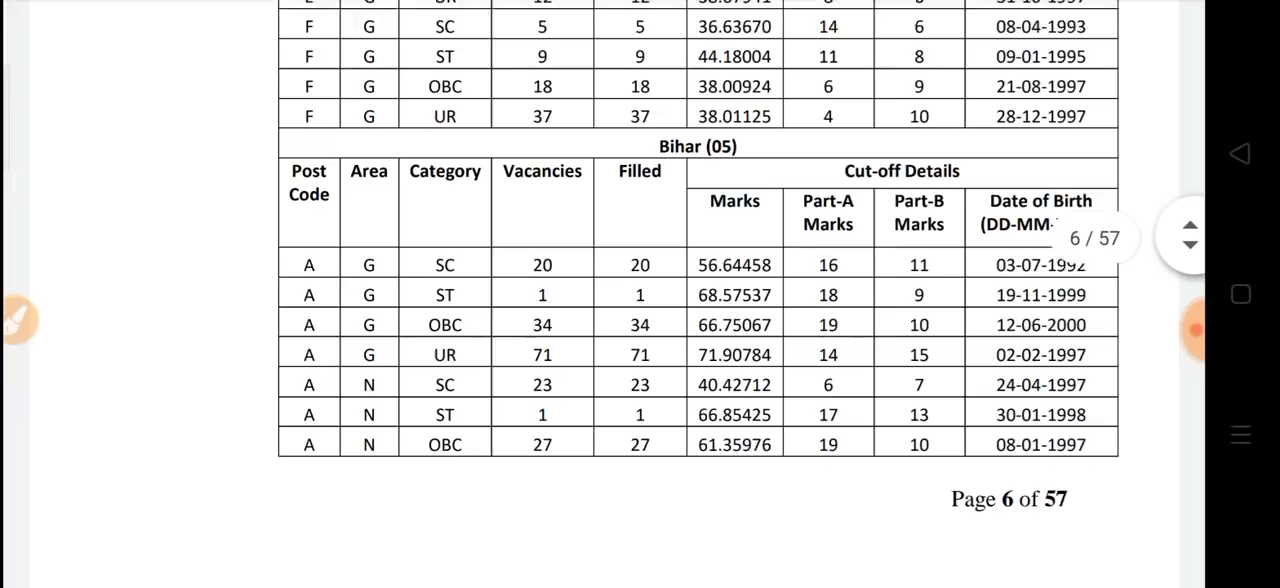 F G SC 5 5 36.63670 14 6 08-04-1993
F G ST 9 9 44.18004 11 8 09-01-1995
F G OBC 18 18 38.00924 6 9 21-08-1997
F G UR 37 37 38.01125 4 10 28-12-1997
Bihar (05)
Post Code Area Category Vacancies Filled Cut-off Details
Marks Part-A Marks Part-B Marks Date of Birth (DD-MM-
6 / 57
A G SC 20 20 56.64458 16 11 03-07-1992
A G ST 1 1 68.57537 18 9 19-11-1999
A G OBC 34 34 66.75067 19 10 12-06-2000
A G UR 71 71 71.90784 14 15 02-02-1997
A N SC 23 23 40.42712 6 7 24-04-1997
A N ST 1 1 66.85425 17 13 30-01-1998
A N OBC 27 27 61.35976 19 10 08-01-1997
Page 6 of 57